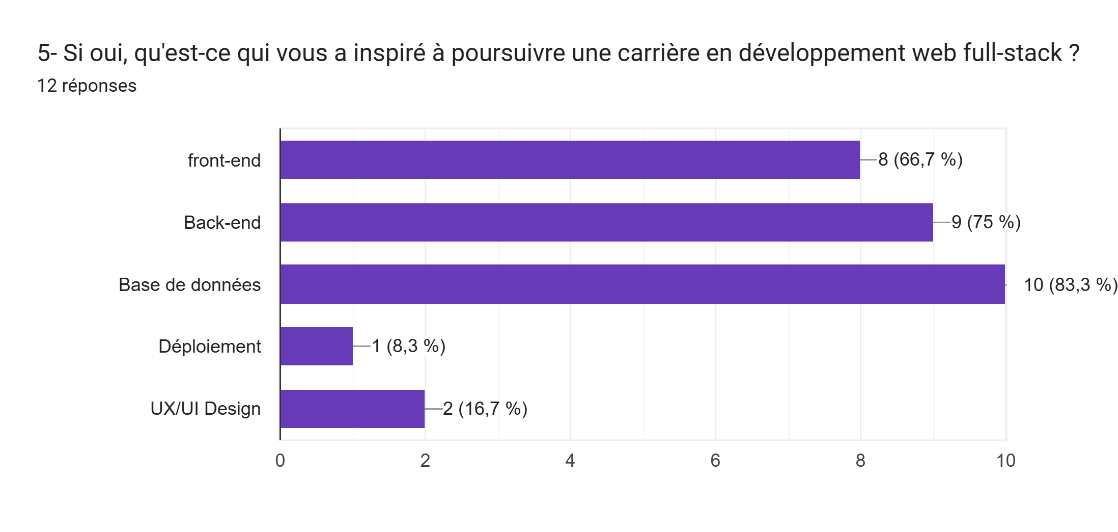 5- Si oui, qu'est-ce qui vous a inspiré à poursuivre une carrière en développement web full-stack ?
12 réponses
front-end 8 (66,7 %)
Back-end 9 (75 %)
Base de données 10 (83,3 %)
Déploiement 1 (8,3 %)
UX/UI Design 2 (16,7 %)
0 2 4 6 8 10